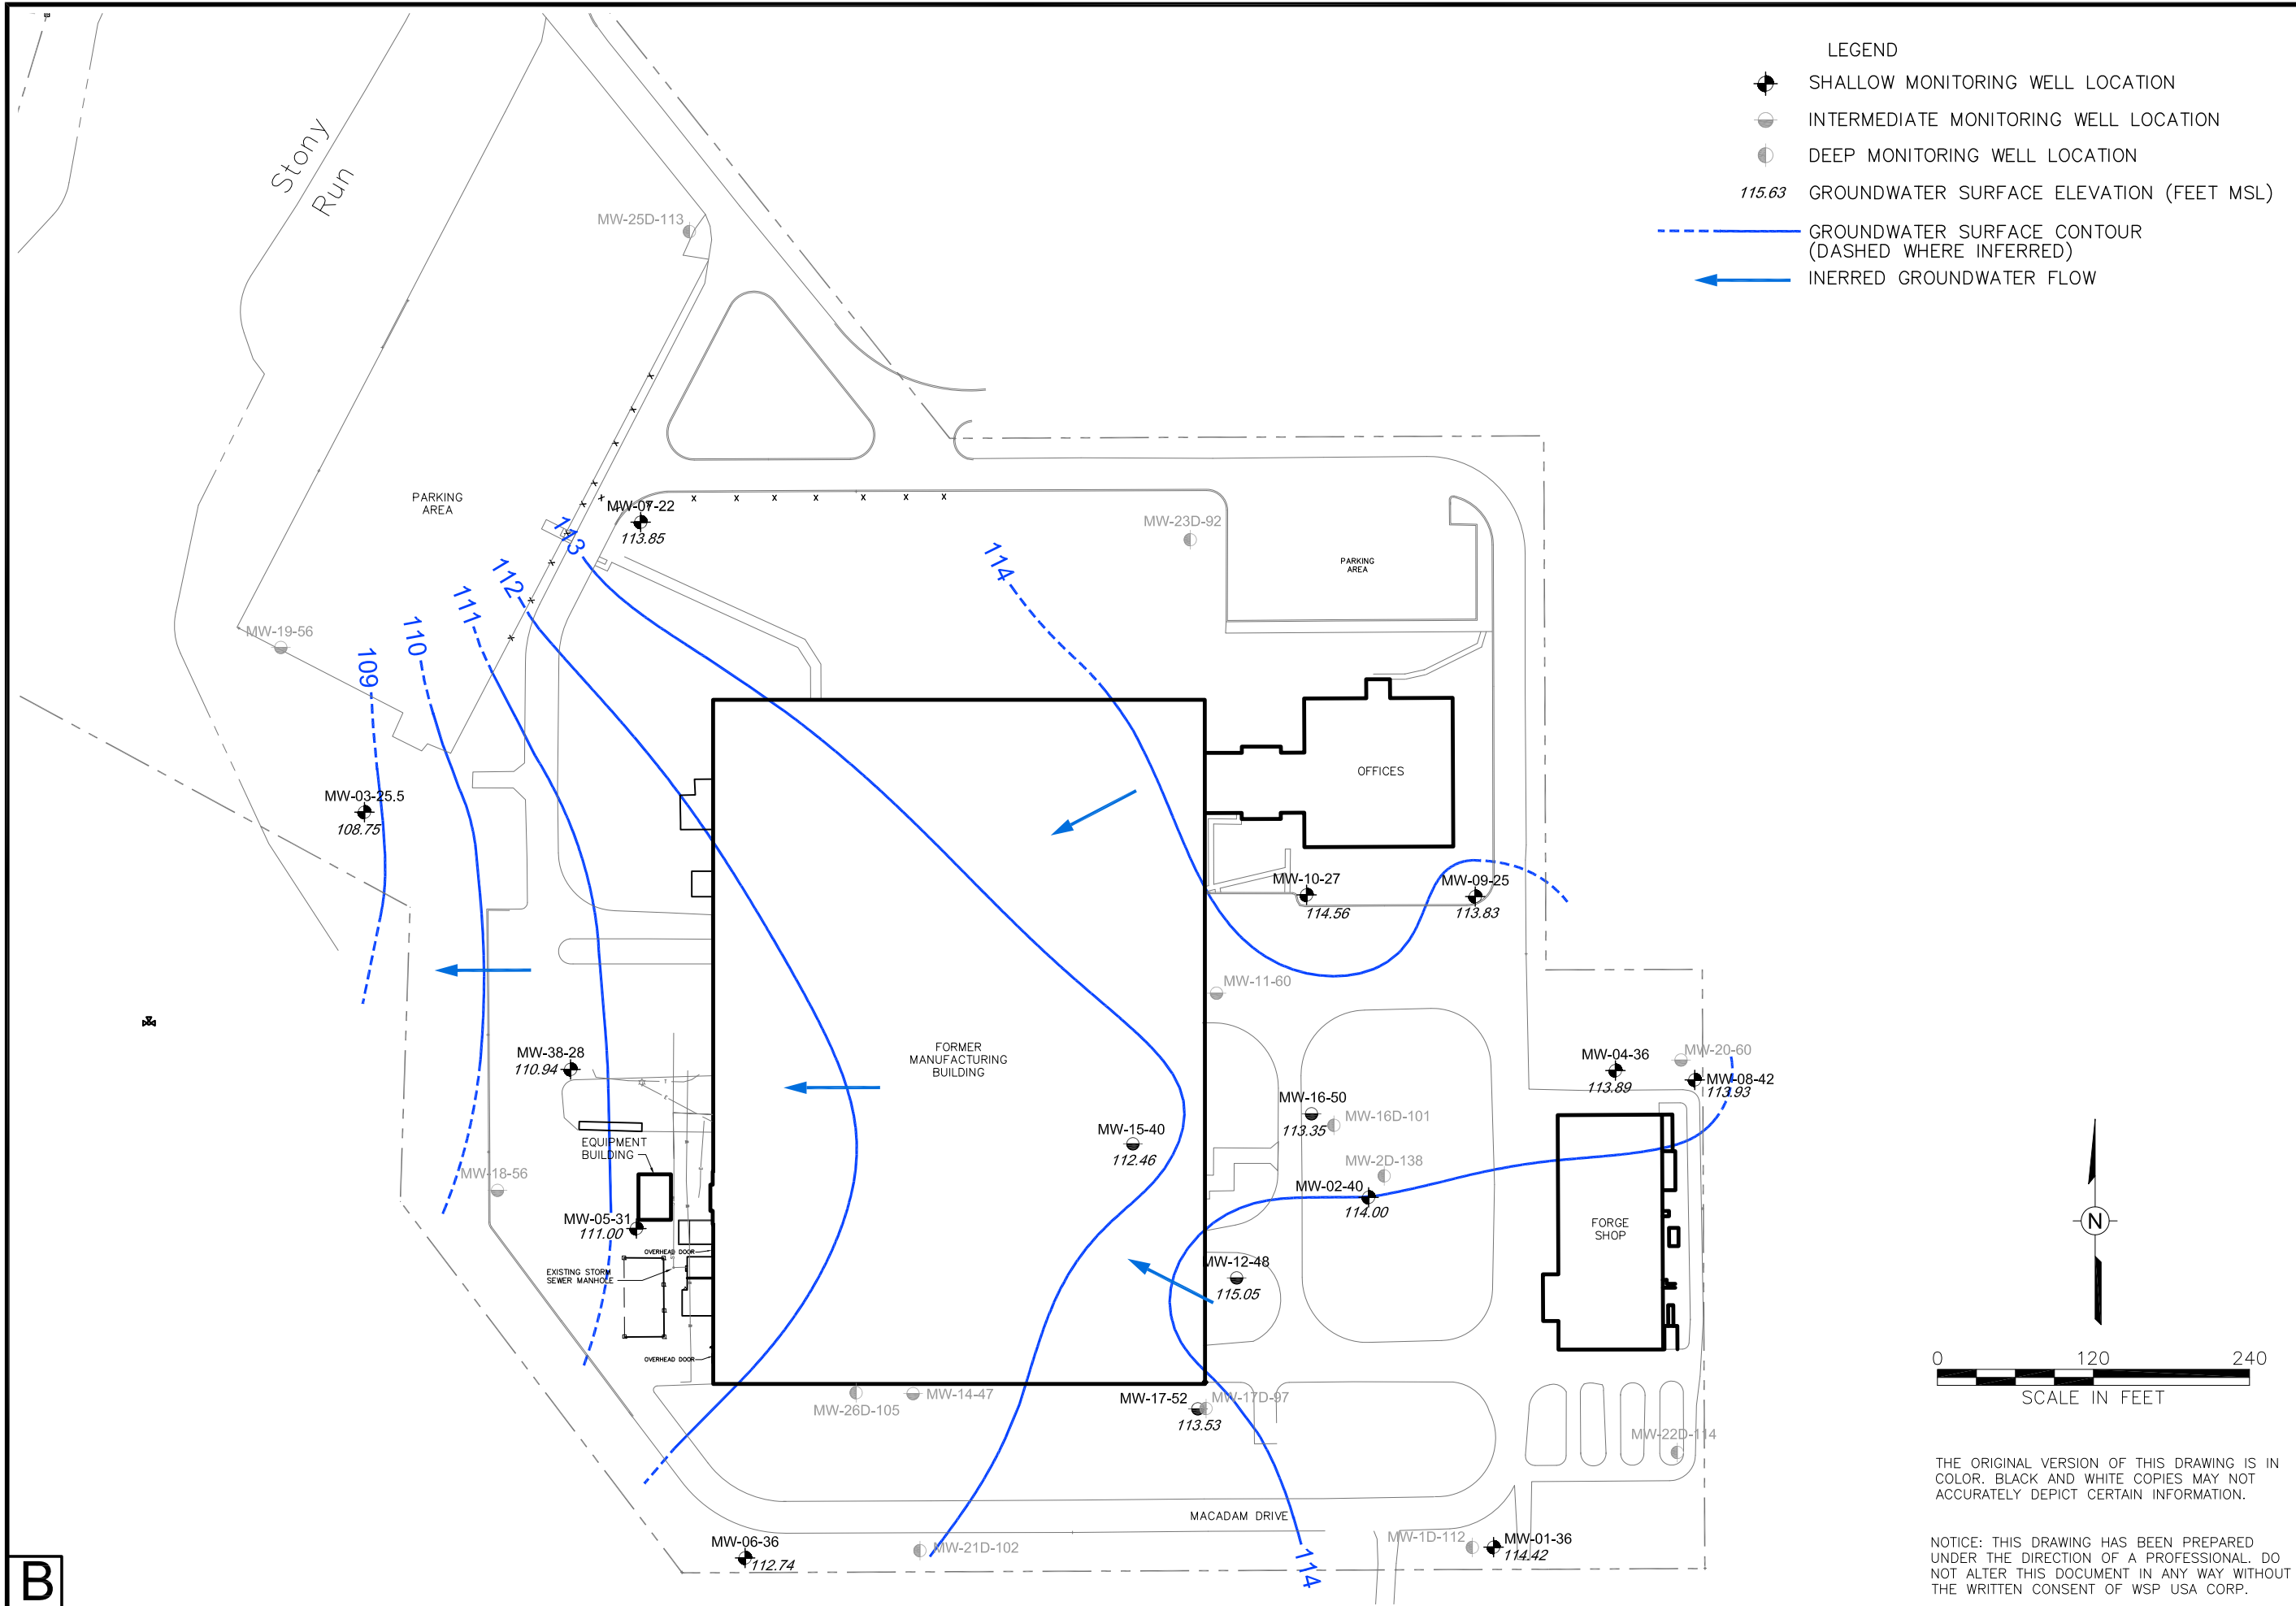 LEGEND
SHALLOW MONITORING WELL LOCATION
INTERMEDIATE MONITORING WELL LOCATION
DEEP MONITORING WELL LOCATION
115.63 GROUNDWATER SURFACE ELEVATION (FEET MSL)
GROUNDWATER SURFACE CONTOUR
(DASHED WHERE INFERRED)
INERRED GROUNDWATER FLOW
Stony
Run
MW-25D-113
PARKING
AREA
MW-07-22
113.85
MW-23D-92
PARKING
AREA
113
112
111
110
109
114
MW-19-56
MW-03-25.5
108.75
OFFICES
MW-10-27
114.56
MW-09-25
113.83
MW-11-60
MW-38-28
110.94
FORMER
MANUFACTURING
BUILDING
MW-04-36
113.89
MW-20-60
MW-08-42
113.93
MW-16-50
113.35
MW-16D-101
MW-15-40
112.46
EQUIPMENT
BUILDING
MW-18-56
MW-2D-138
MW-02-40
114.00
MW-05-31
111.00
FORGE
SHOP
N
OVERHEAD DOOR
EXISTING STORM
SEWER MANHOLE
MW-12-48
115.05
OVERHEAD DOOR
0 120 240
SCALE IN FEET
MW-26D-105
MW-14-47
MW-17-52
113.53
MW-17D-97
MW-22D-114
THE ORIGINAL VERSION OF THIS DRAWING IS IN
COLOR. BLACK AND WHITE COPIES MAY NOT
ACCURATELY DEPICT CERTAIN INFORMATION.
MACADAM DRIVE
MW-06-36
112.74
MW-21D-102
114
MW-1D-112
MW-01-36
114.42
NOTICE: THIS DRAWING HAS BEEN PREPARED
UNDER THE DIRECTION OF A PROFESSIONAL. DO
NOT ALTER THIS DOCUMENT IN ANY WAY WITHOUT
THE WRITTEN CONSENT OF WSP USA CORP.
B